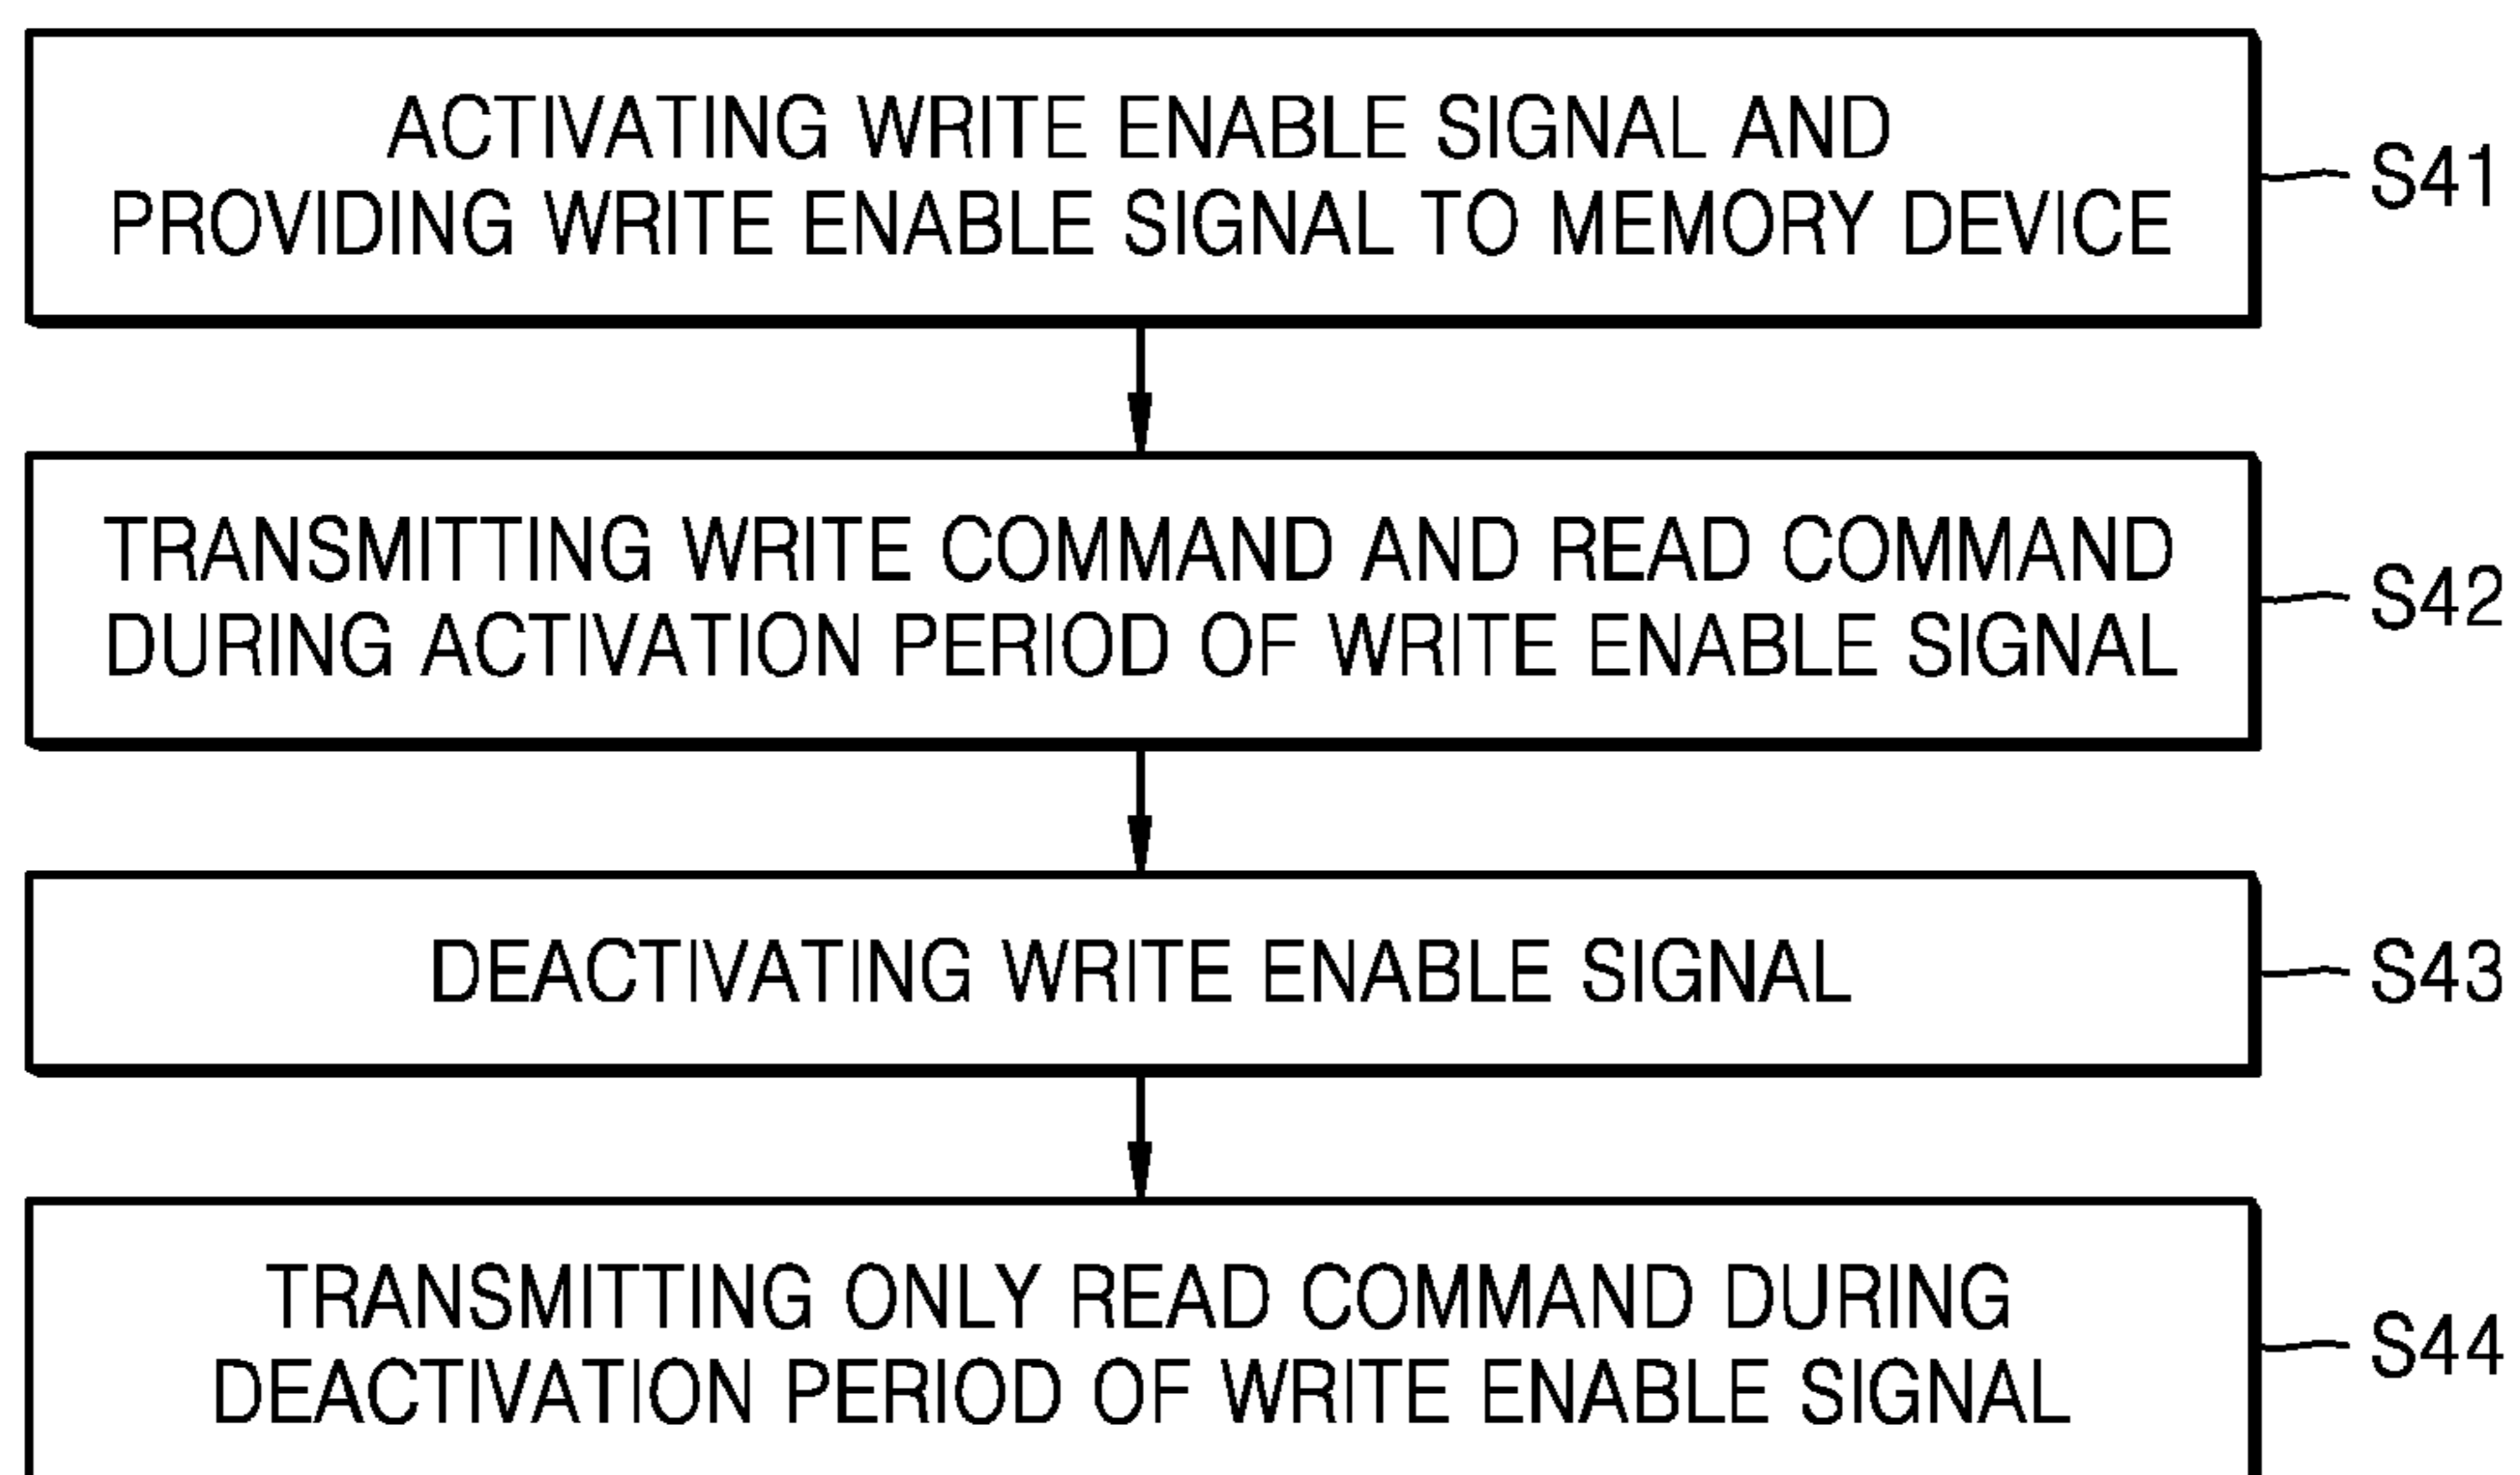 ACTIVATING WRITE ENABLE SIGNAL AND
PROVIDING WRITE ENABLE SIGNAL TO MEMORY DEVICE
S41
TRANSMITTING WRITE COMMAND AND READ COMMAND
DURING ACTIVATION PERIOD OF WRITE ENABLE SIGNAL
S42
DEACTIVATING WRITE ENABLE SIGNAL
S43
TRANSMITTING ONLY READ COMMAND DURING
DEACTIVATION PERIOD OF WRITE ENABLE SIGNAL
S44